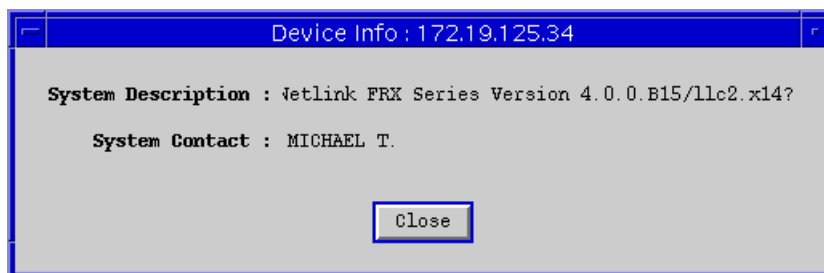 Device Info : 172.19.125.34
System Description : Netlink FRX Series Version 4.0.0.B15/llc2.x14?
System Contact : MICHAEL T.
Close